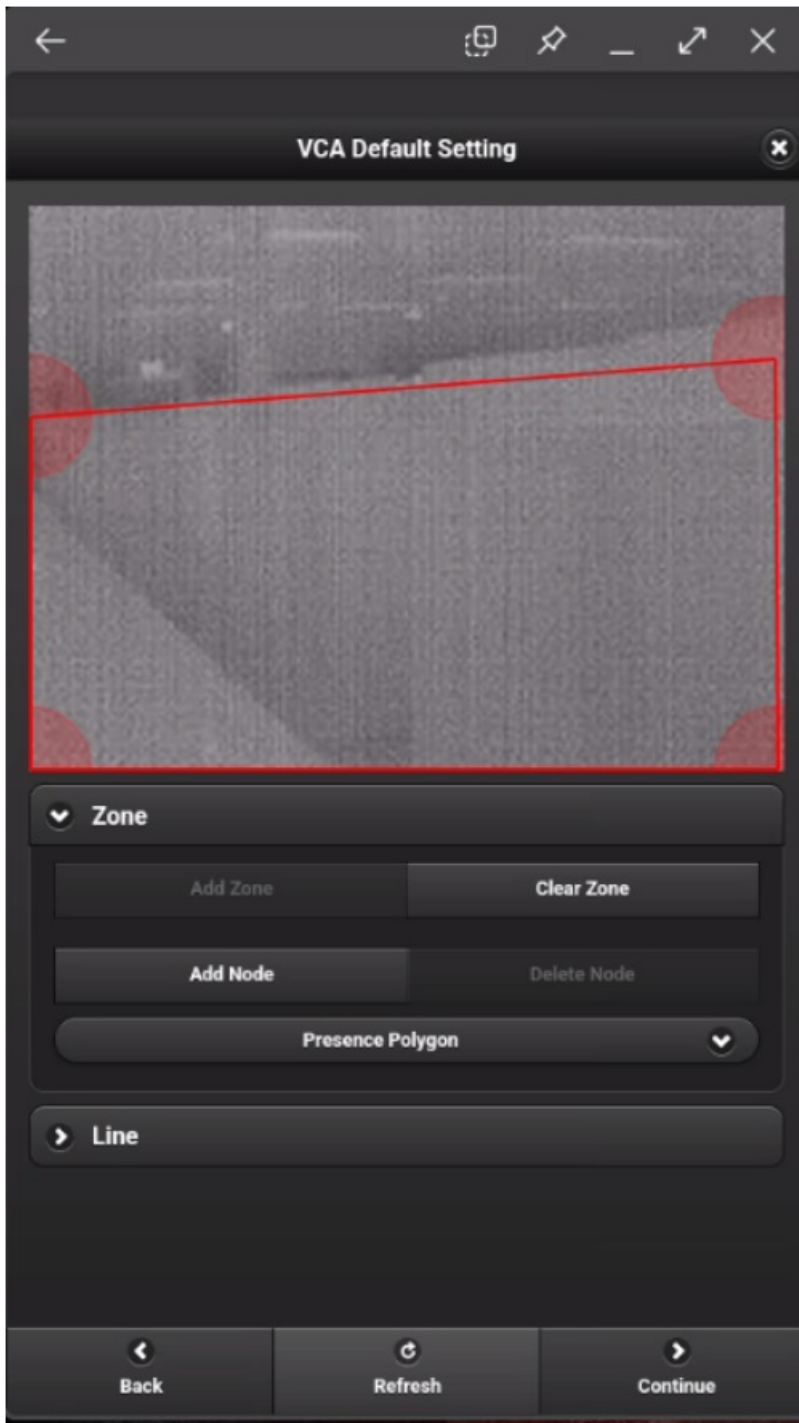 VCA Default Setting
Zone
Add Zone
Clear Zone
Add Node
Delete Node
Presence Polygon
Line
Back
Refresh
Continue